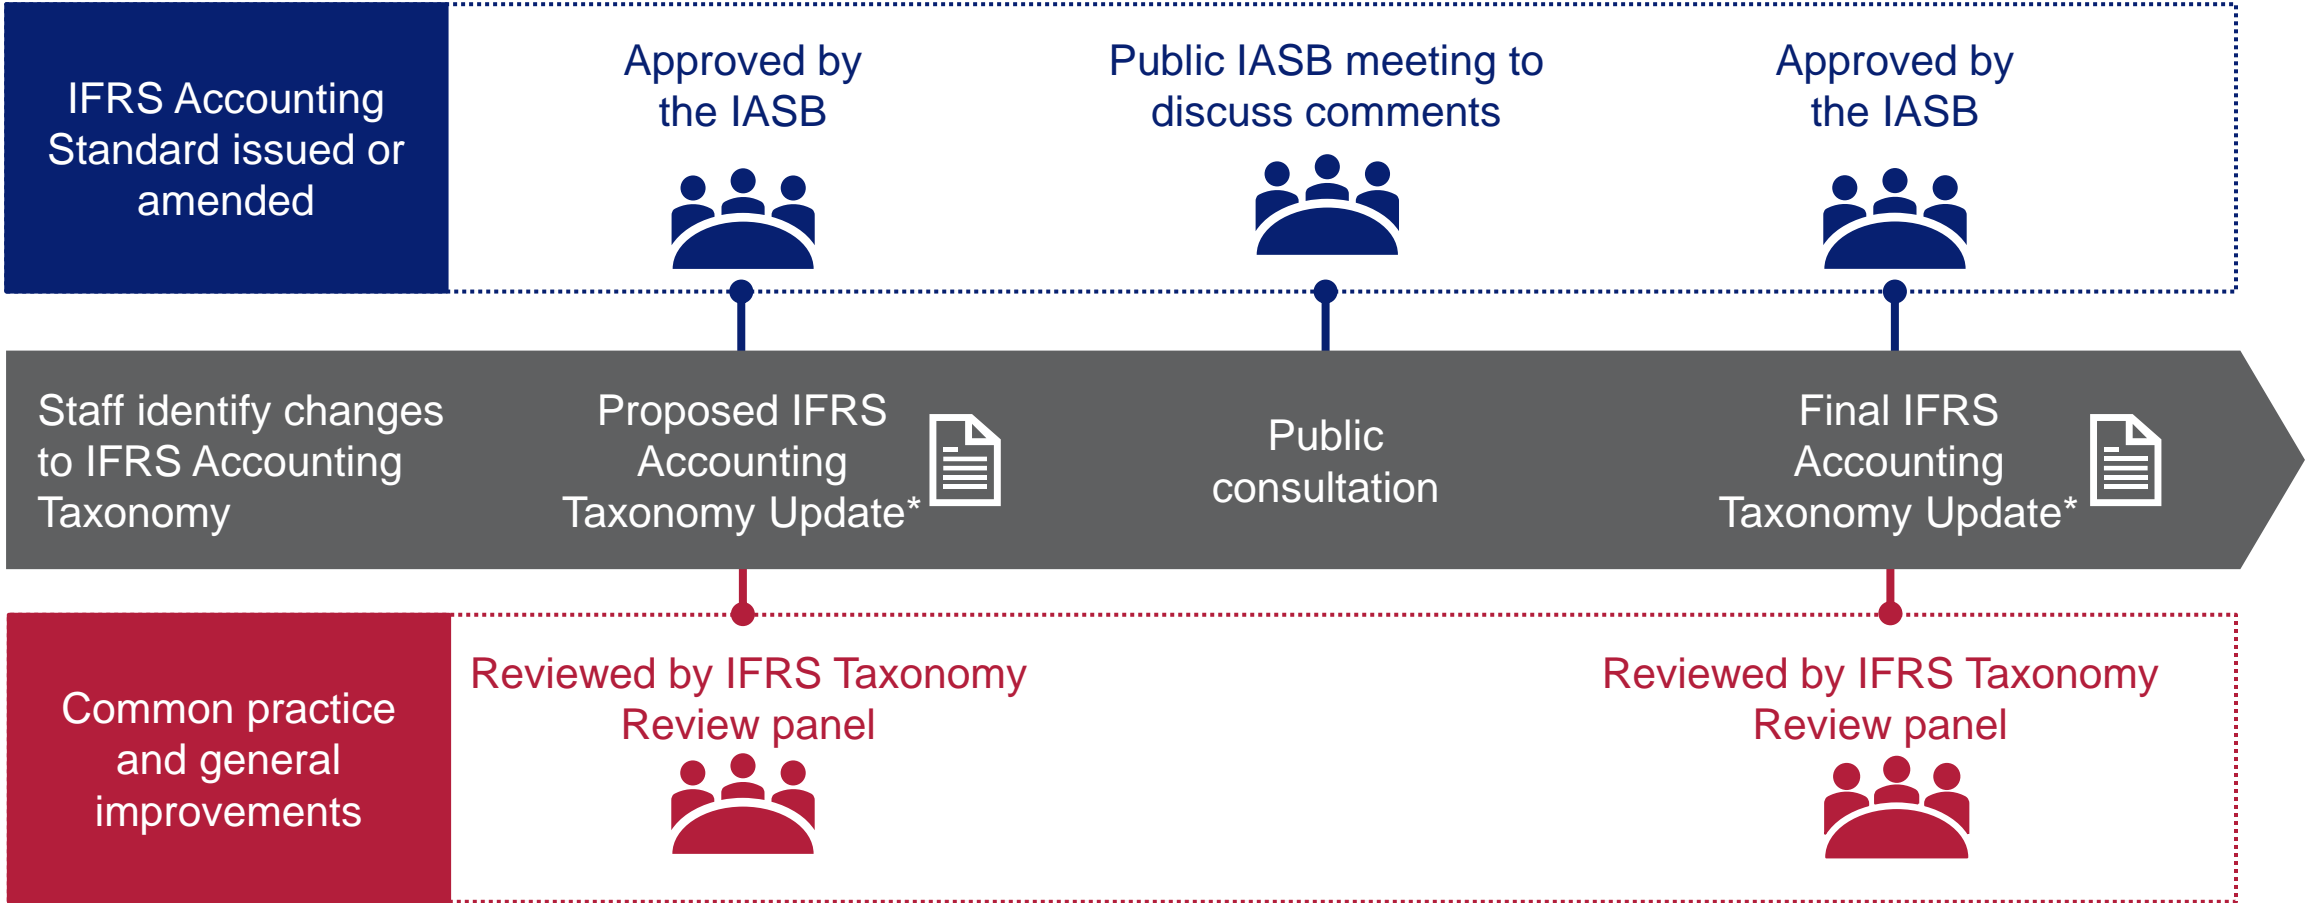 IFRS Accounting
Standard issued or
amended
Approved by
the IASB
Public IASB meeting to
discuss comments
Approved by
the IASB
Staff identify changes
to IFRS Accounting
Taxonomy
Proposed IFRS
Accounting
Taxonomy Update*
Public
consultation
Final IFRS
Accounting
Taxonomy Update*
Common practice
and general
improvements
Reviewed by IFRS Taxonomy
Review panel
Reviewed by IFRS Taxonomy
Review panel